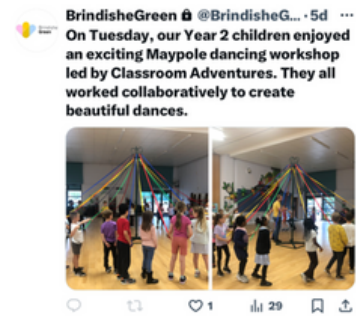 BrindisheGreen @BrindisheG... · 5d ...
On Tuesday, our Year 2 children enjoyed
an exciting Maypole dancing workshop
led by Classroom Adventures. They all
worked collaboratively to create
beautiful dances.
1 29